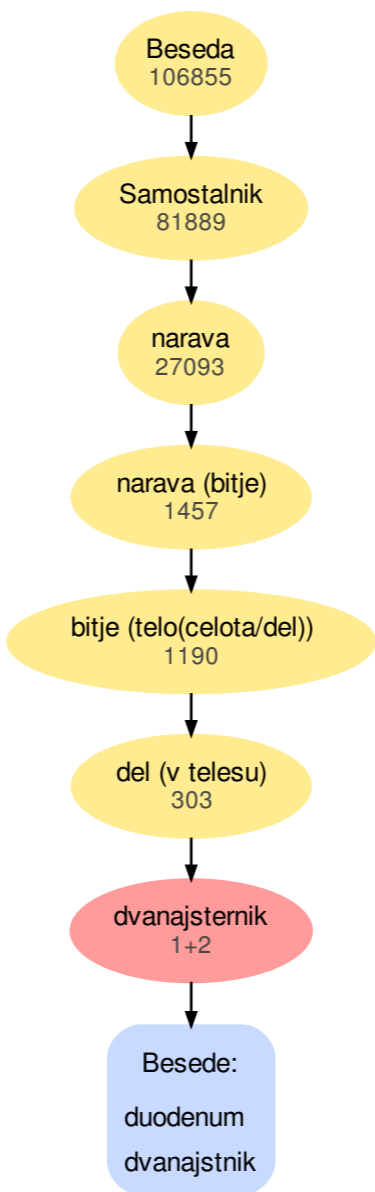 Beseda
106855
Samostalnik
81889
narava
27093
narava (bitje)
1457
bitje (telo(celota/del))
1190
del (v telesu)
303
dvanajsternik
1+2
Besede:
duodenum
dvanajstnik